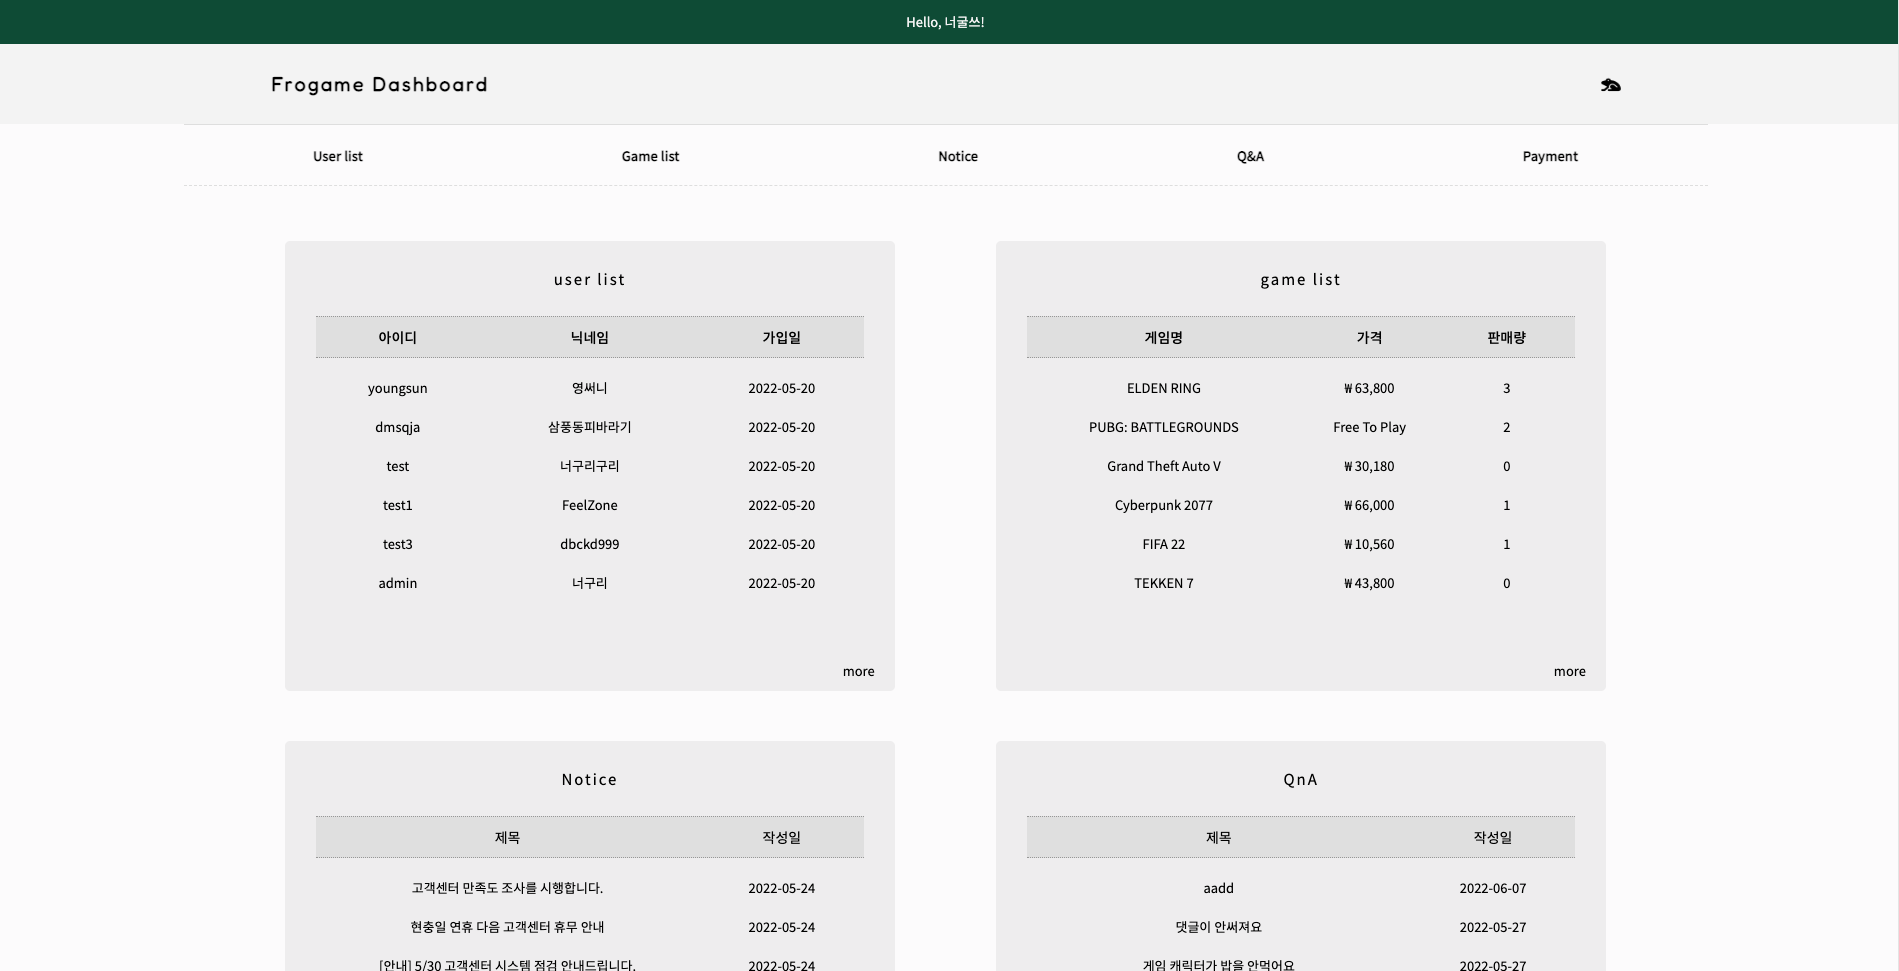 Hello, 너굴쓰!
Frogame Dashboard
User list Game list Notice Q&A Payment
user list
아이디 닉네임 가입일
youngsun 영써니 2022-05-20
dmsqja 삼풍동피바라기 2022-05-20
test 너구리구리 2022-05-20
test1 FeelZone 2022-05-20
test3 dbckd999 2022-05-20
admin 너구리 2022-05-20
more
game list
게임명 가격 판매량
ELDEN RING ₩ 63,800 3
PUBG: BATTLEGROUNDS Free To Play 2
Grand Theft Auto V ₩ 30,180 0
Cyberpunk 2077 ₩ 66,000 1
FIFA 22 ₩ 10,560 1
TEKKEN 7 ₩ 43,800 0
more
Notice
제목 작성일
고객센터 만족도 조사를 시행합니다. 2022-05-24
현충일 연휴 다음 고객센터 휴무 안내 2022-05-24
[안내] 5/30 고객센터 시스템 점검 안내드립니다. 2022-05-24
QnA
제목 작성일
aadd 2022-06-07
댓글이 안써져요 2022-05-27
게임 캐릭터가 밥을 안먹어요 2022-05-27